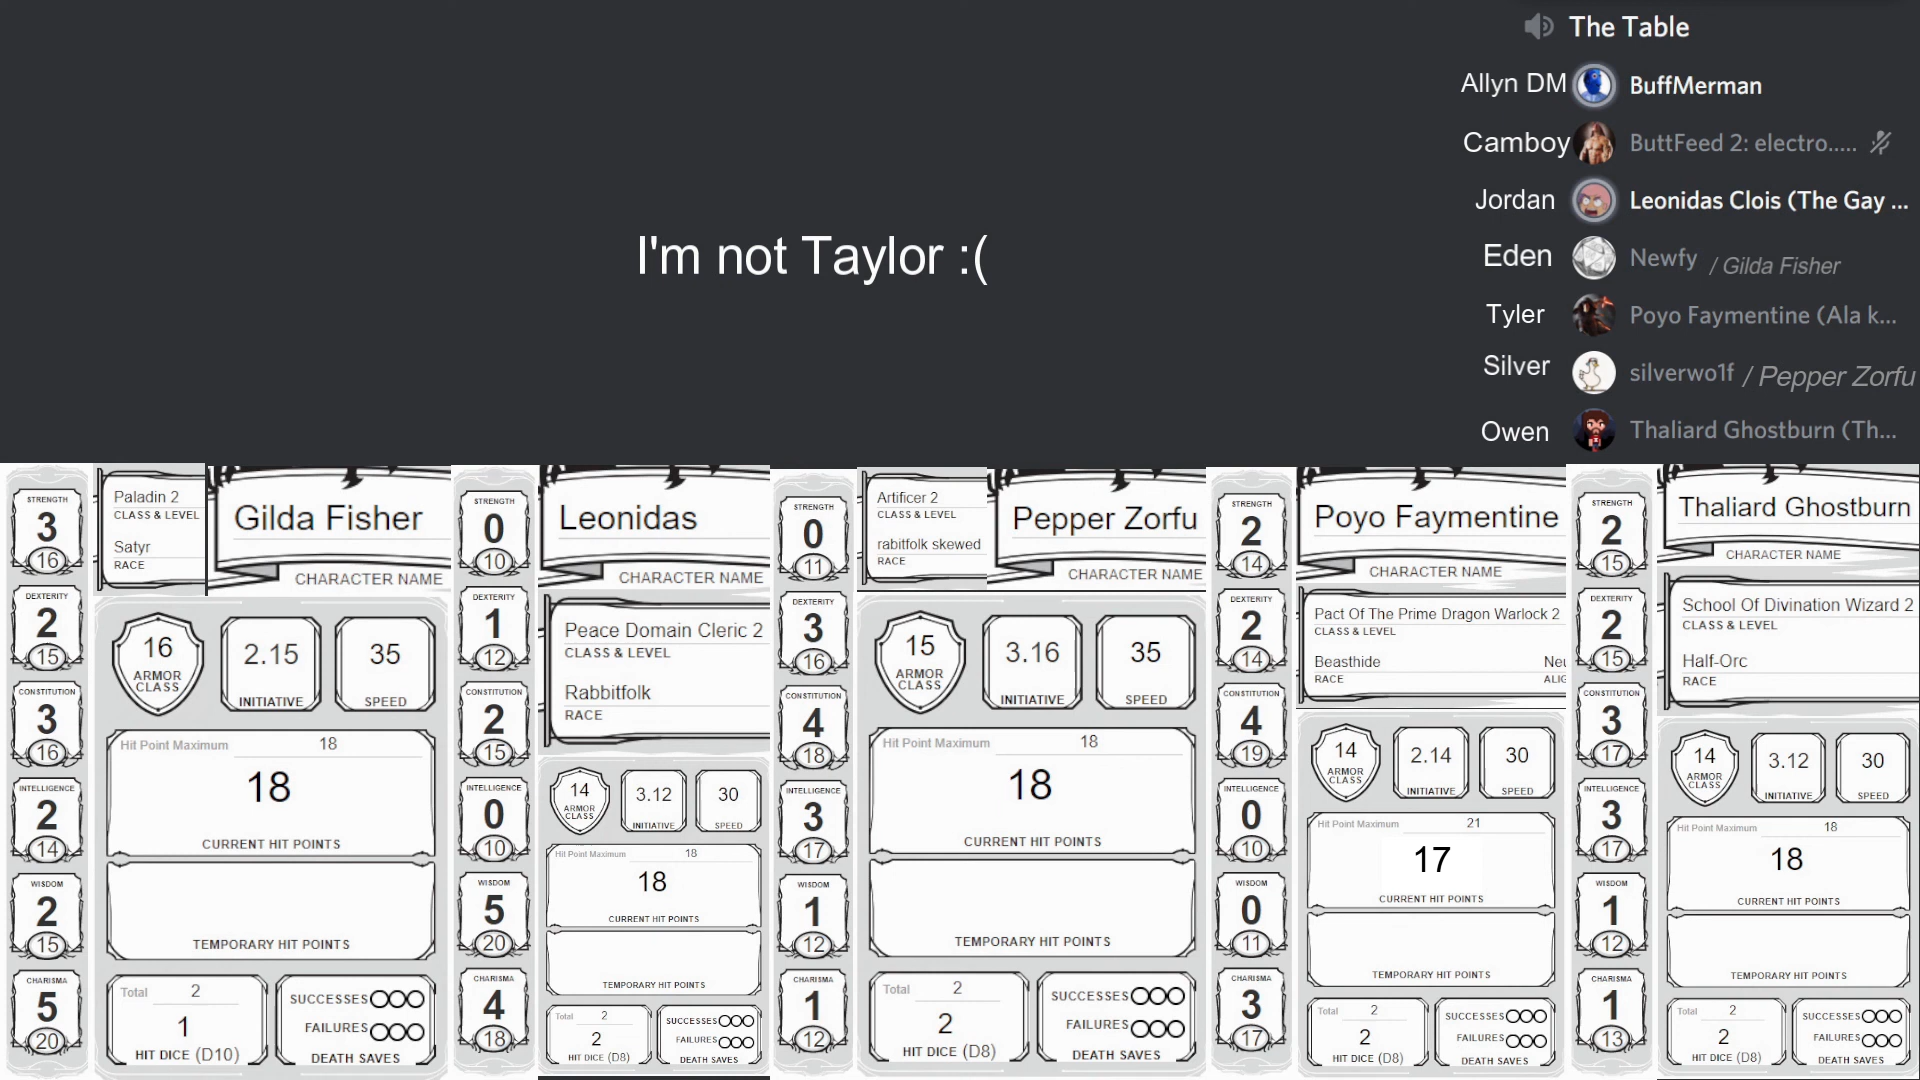 The Table
Allyn DM BuffMerman
Camboy ButtFeed 2: electro.....
Jordan Leonidas Clois (The Gay ...
I'm not Taylor :(
Eden Newfy / Gilda Fisher
Tyler Poyo Faymentine (Ala k...
Silver silverwo1f / Pepper Zorfu
Owen Thaliard Ghostburn (Th...
STRENGTH
3
16
DEXTERITY
2
15
CONSTITUTION
3
16
INTELLIGENCE
2
14
WISDOM
2
15
CHARISMA
5
20
Paladin 2
CLASS & LEVEL
Satyr
RACE
Gilda Fisher
CHARACTER NAME
16
ARMOR
CLASS
2.15
INITIATIVE
35
SPEED
Hit Point Maximum 18
18
CURRENT HIT POINTS
TEMPORARY HIT POINTS
Total 2
1
HIT DICE (D10)
SUCCESSES
FAILURES
DEATH SAVES
STRENGTH
0
10
DEXTERITY
1
12
CONSTITUTION
2
15
INTELLIGENCE
0
10
WISDOM
5
20
CHARISMA
4
18
Leonidas
CHARACTER NAME
Peace Domain Cleric 2
CLASS & LEVEL
Rabbitfolk
RACE
14
ARMOR
CLASS
3.12
INITIATIVE
30
SPEED
Hit Point Maximum 18
18
CURRENT HIT POINTS
TEMPORARY HIT POINTS
Total 2
2
HIT DICE (D8)
SUCCESSES
FAILURES
DEATH SAVES
STRENGTH
0
11
DEXTERITY
3
16
CONSTITUTION
4
18
INTELLIGENCE
3
17
WISDOM
1
12
CHARISMA
1
12
Artificer 2
CLASS & LEVEL
rabitfolk skewed
RACE
Pepper Zorfu
CHARACTER NAME
15
ARMOR
CLASS
3.16
INITIATIVE
35
SPEED
Hit Point Maximum 18
18
CURRENT HIT POINTS
TEMPORARY HIT POINTS
Total 2
2
HIT DICE (D8)
SUCCESSES
FAILURES
DEATH SAVES
STRENGTH
2
14
DEXTERITY
2
14
CONSTITUTION
4
19
INTELLIGENCE
0
10
WISDOM
0
11
CHARISMA
3
17
Poyo Faymentine
CHARACTER NAME
Pact Of The Prime Dragon Warlock 2
CLASS & LEVEL
Beasthide Neu
RACE ALIG
14
ARMOR
CLASS
2.14
INITIATIVE
30
SPEED
Hit Point Maximum 21
17
CURRENT HIT POINTS
TEMPORARY HIT POINTS
Total 2
2
HIT DICE (D8)
SUCCESSES
FAILURES
DEATH SAVES
STRENGTH
2
15
DEXTERITY
2
15
CONSTITUTION
3
17
INTELLIGENCE
3
17
WISDOM
1
12
CHARISMA
1
13
Thaliard Ghostburn
CHARACTER NAME
School Of Divination Wizard 2
CLASS & LEVEL
Half-Orc
RACE
14
ARMOR
CLASS
3.12
INITIATIVE
30
SPEED
Hit Point Maximum 18
18
CURRENT HIT POINTS
TEMPORARY HIT POINTS
Total 2
2
HIT DICE (D8)
SUCCESSES
FAILURES
DEATH SAVES